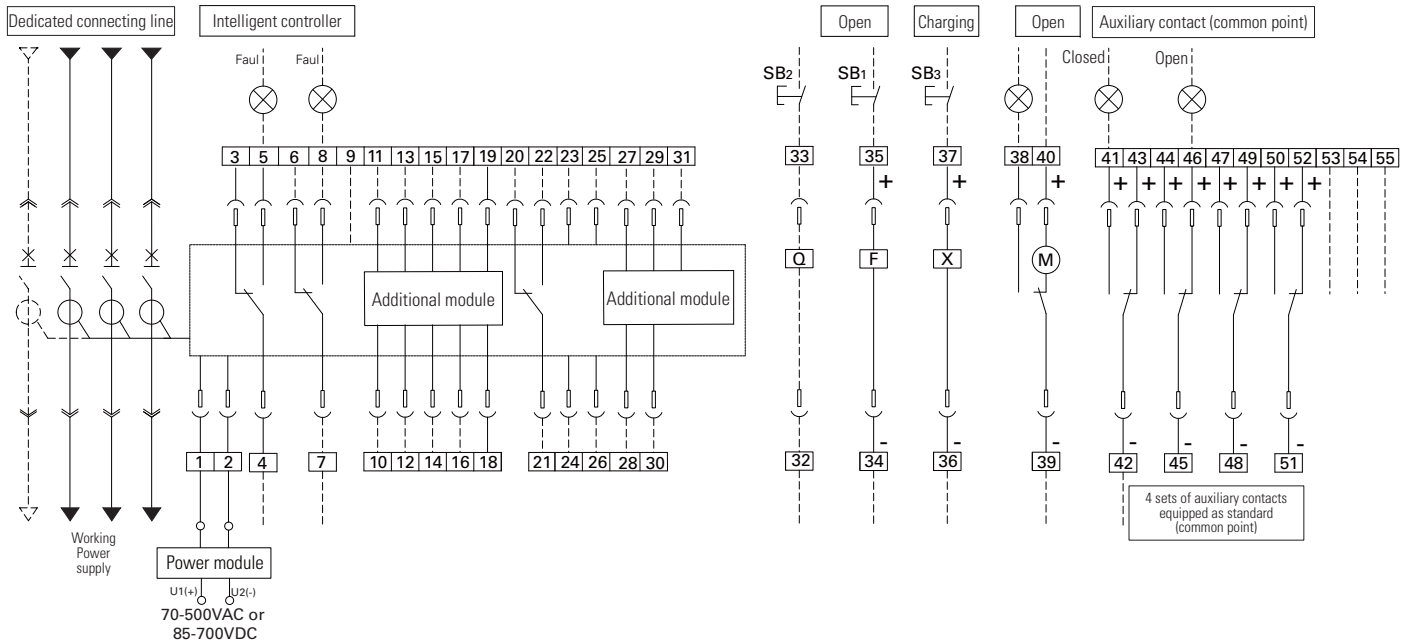 Dedicated connecting line
Intelligent controller
Open
Charging
Open
Auxiliary contact (common point)
Faul
Faul
Closed
Open
SB2
SB1
SB3
3 5 6 8 9 11 13 15 17 19 20 22 23 25 27 29 31
33
35
37
38 40
41 43 44 46 47 49 50 52 53 54 55
+
+
+
+ + + + + + + +
Q
F
X
M
Additional module
Additional module
-
-
-
-
-
-
-
1 2 4
7
10 12 14 16 18
21 24 26 28 30
32
34
36
39
42
45
48
51
4 sets of auxiliary contacts
equipped as standard
(common point)
Working
Power
supply
Power module
U1(+)
U2(-)
70-500VAC or
85-700VDC